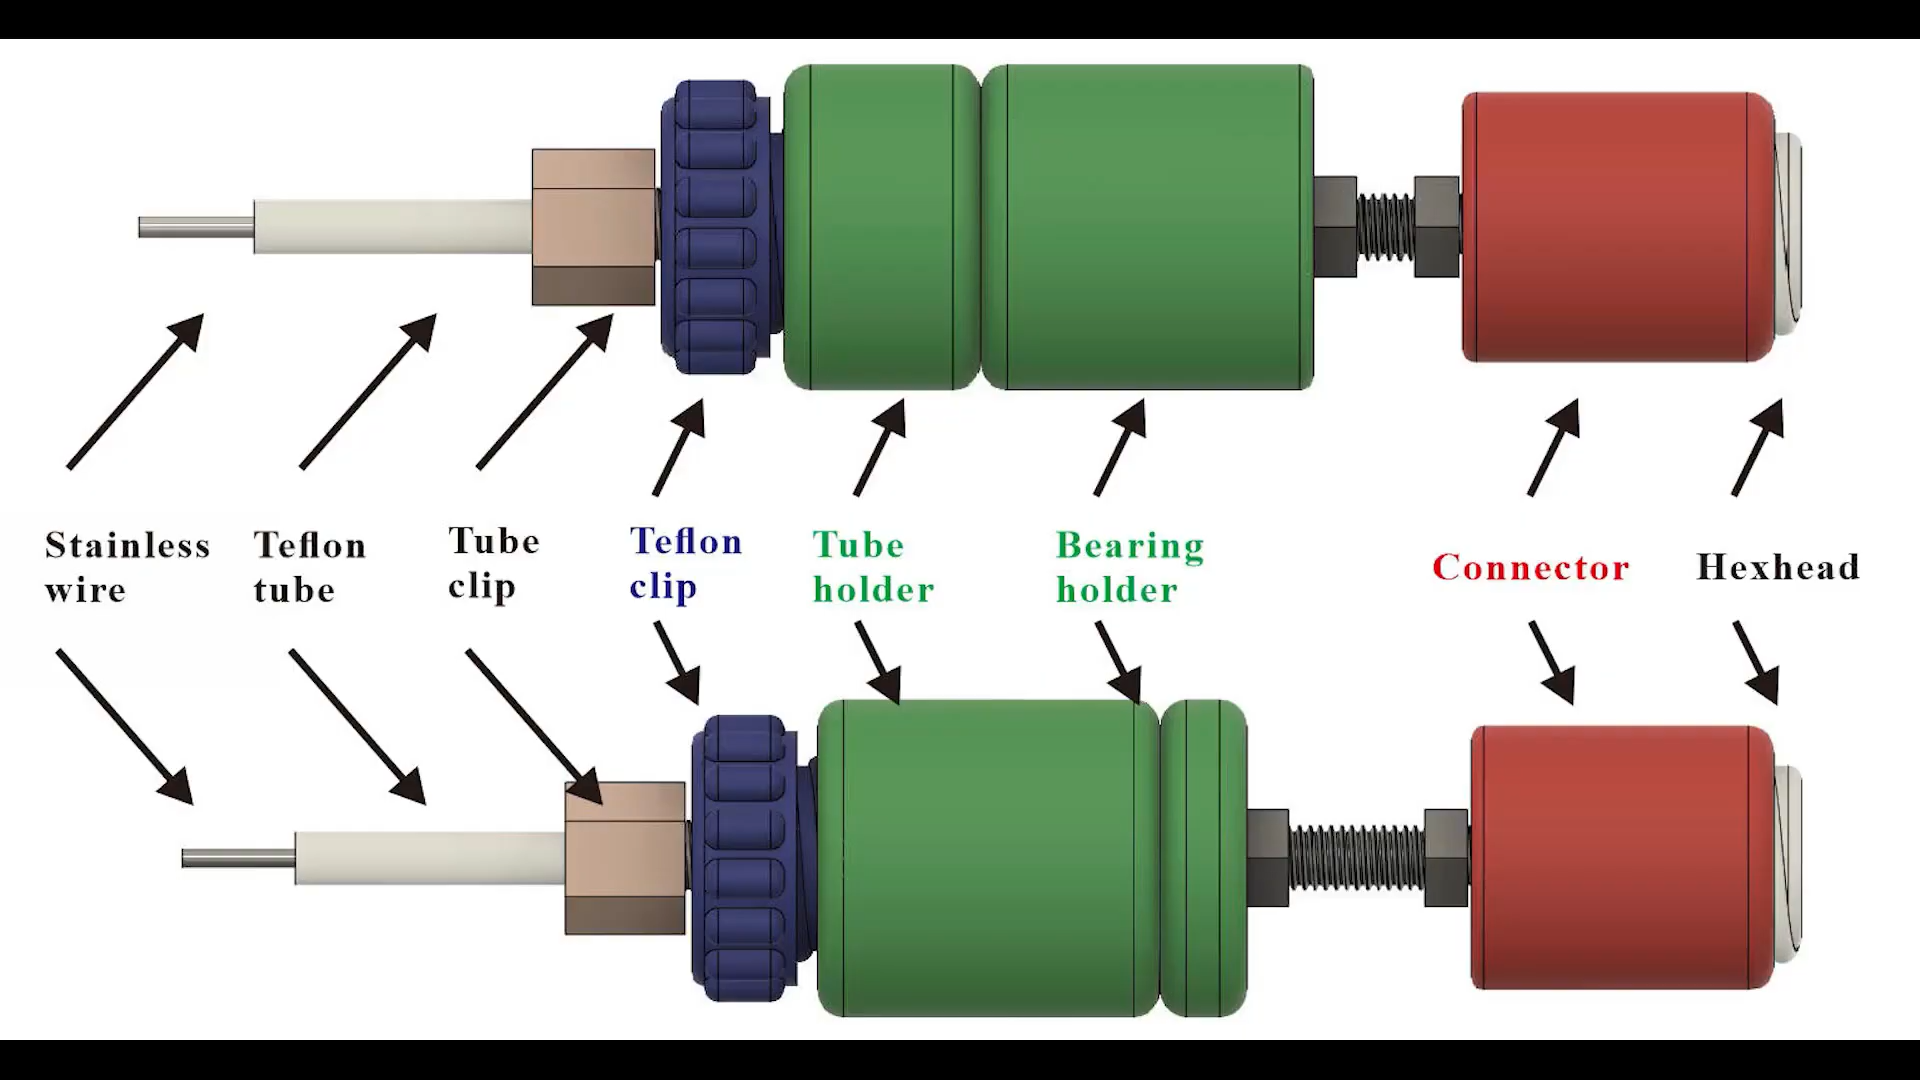 Stainless
wire
Teflon
tube
Tube
clip
Teflon
clip
Tube
holder
Bearing
holder
Connector
Hexhead